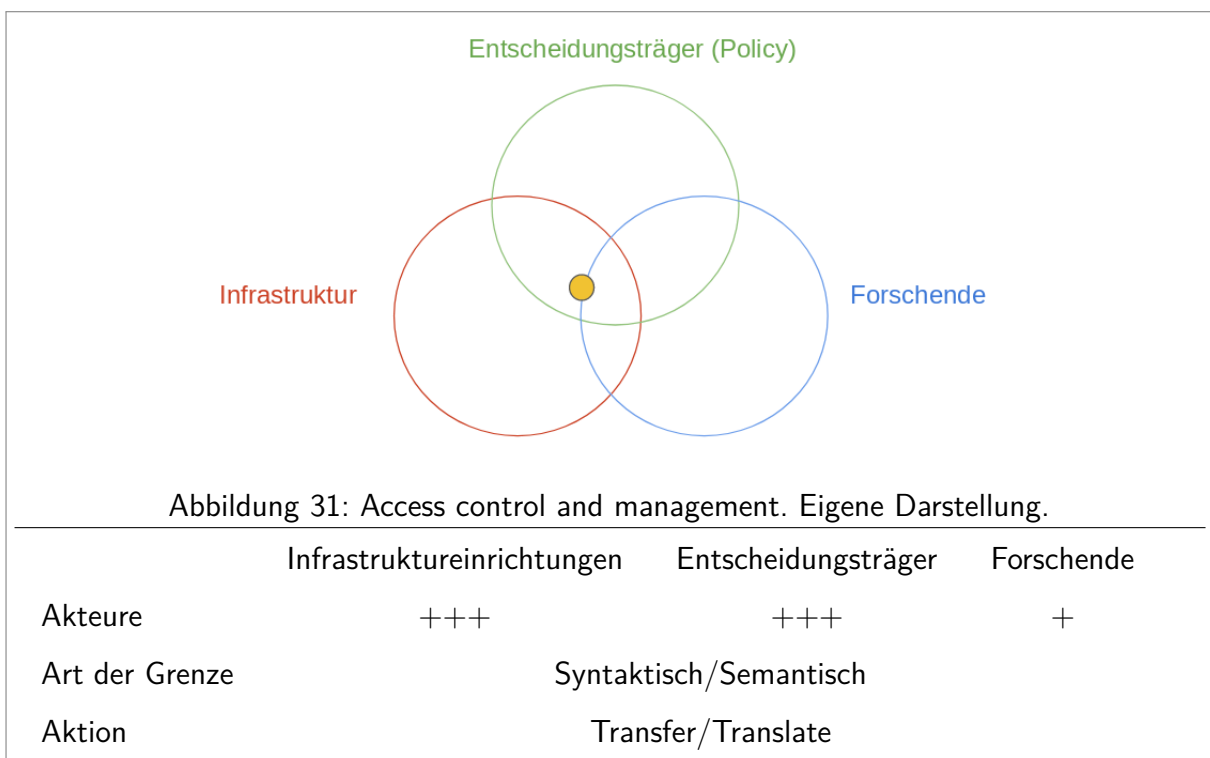 Entscheidungsträger (Policy)
Infrastruktur
Forschende
Abbildung 31: Access control and management. Eigene Darstellung.
Infrastruktureinrichtungen Entscheidungsträger Forschende
Akteure +++ +++ +
Art der Grenze Syntaktisch/Semantisch
Aktion Transfer/Translate